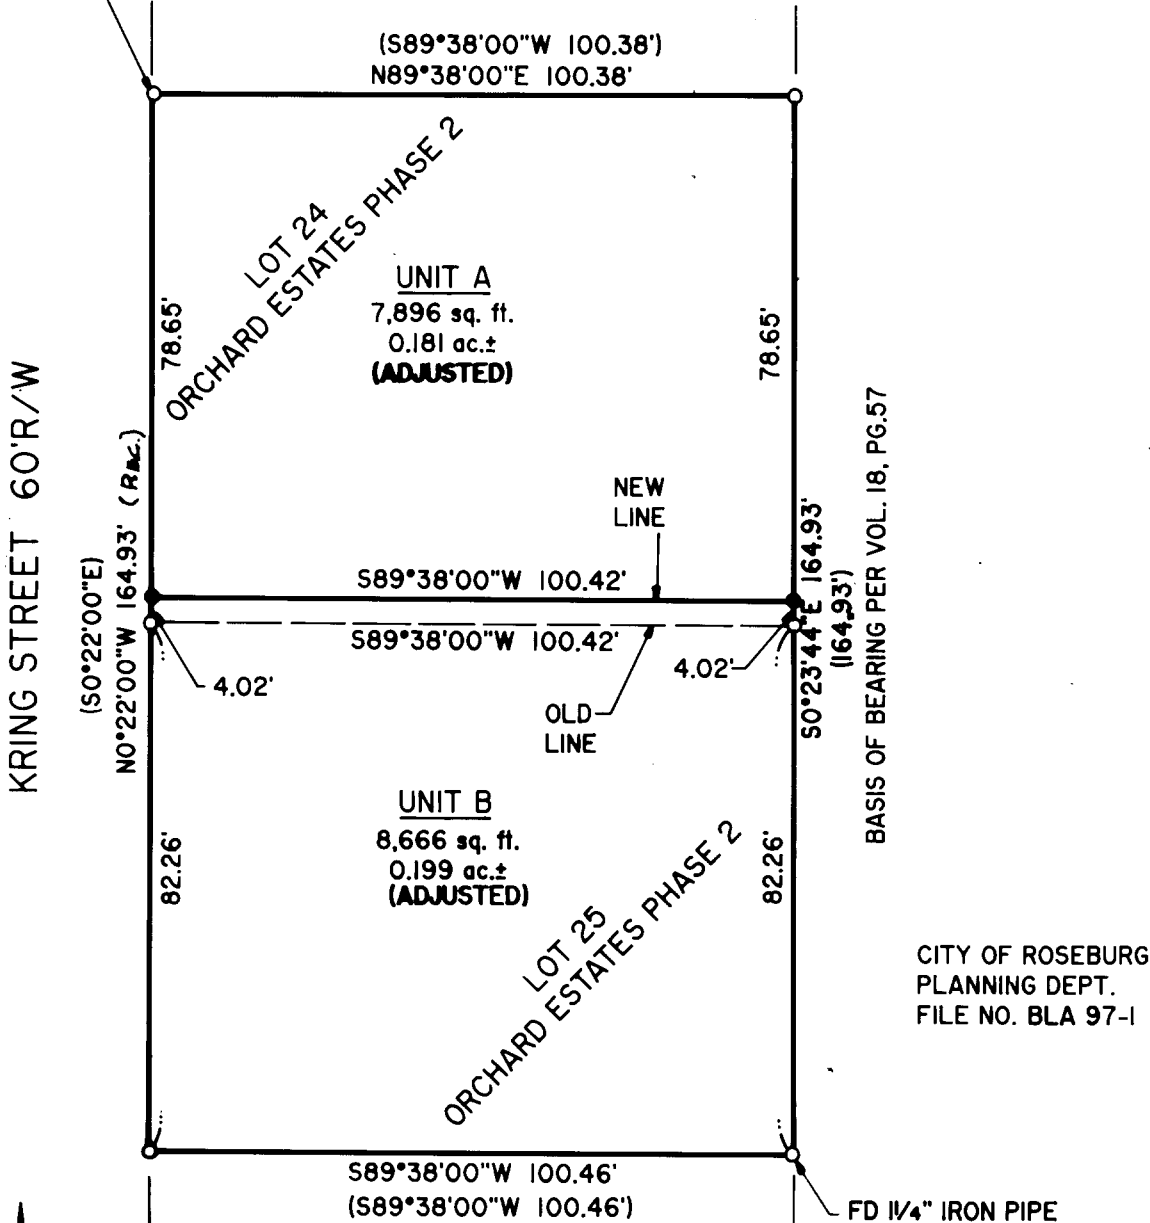 (S89°38'00"W 100.38')
N89°38'00"E 100.38'
LOT 24
ORCHARD ESTATES PHASE 2
UNIT A
7,896 sq. ft.
0.181 ac.±
(ADJUSTED)
78.65'
78.65'
KRING STREET 60'R/W
(S0°22'00"E)
N0°22'00"W 164.93' (REC.)
NEW
LINE
S89°38'00"W 100.42'
S89°38'00"W 100.42'
4.02'
4.02'
OLD
LINE
S0°23'44"E 164.93'
(164.93')
BASIS OF BEARING PER VOL. 18, PG.57
UNIT B
8,666 sq. ft.
0.199 ac.±
(ADJUSTED)
82.26'
82.26'
LOT 25
ORCHARD ESTATES PHASE 2
CITY OF ROSEBURG
PLANNING DEPT.
FILE NO. BLA 97-1
S89°38'00"W 100.46'
(S89°38'00"W 100.46')
FD 1 1/4" IRON PIPE